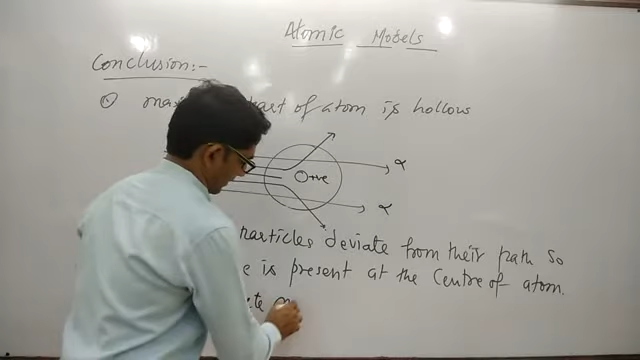 Atomic Models
Conclusion:-
① part of atom is hollow
+ve
α
α
particles deviate from their path so
is present at the Centre of atom.